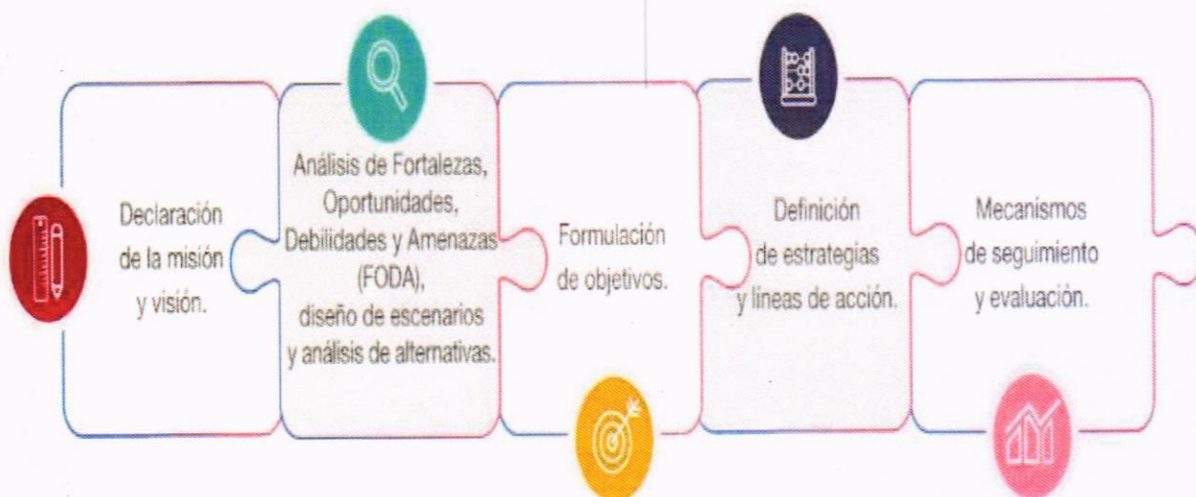 Declaración
de la misión
y visión.
Análisis de Fortalezas,
Oportunidades,
Debilidades y Amenazas
(FODA),
diseño de escenarios
y análisis de alternativas.
Formulación
de objetivos.
Definición
de estrategias
y líneas de acción.
Mecanismos
de seguimiento
y evaluación.